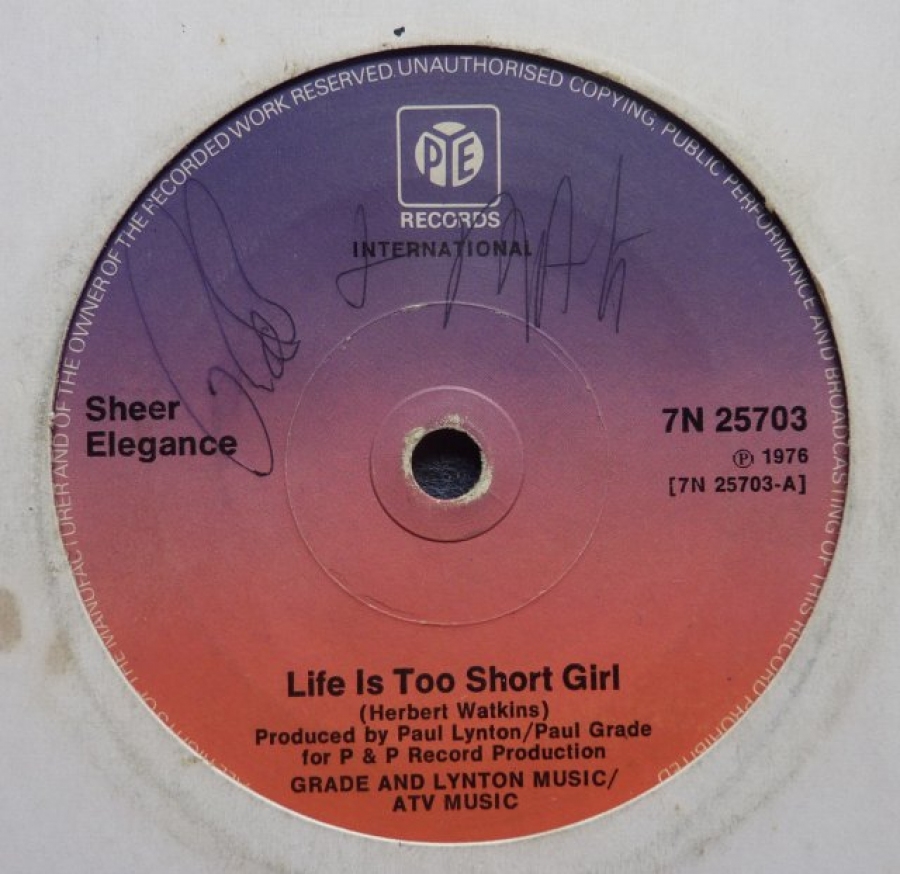 OF THE MANUFACTURER AND OF THE OWNER OF THE RECORDED WORK RESERVED. UNAUTHORISED COPYING, PUBLIC PERFORMANCE AND BROADCASTING OF THIS RECORD PROHIBITED
PYE
RECORDS
INTERNATIONAL
Sheer
Elegance
7N 25703
℗ 1976
[7N 25703-A]
Life Is Too Short Girl
(Herbert Watkins)
Produced by Paul Lynton/Paul Grade
for P & P Record Production
GRADE AND LYNTON MUSIC/
ATV MUSIC